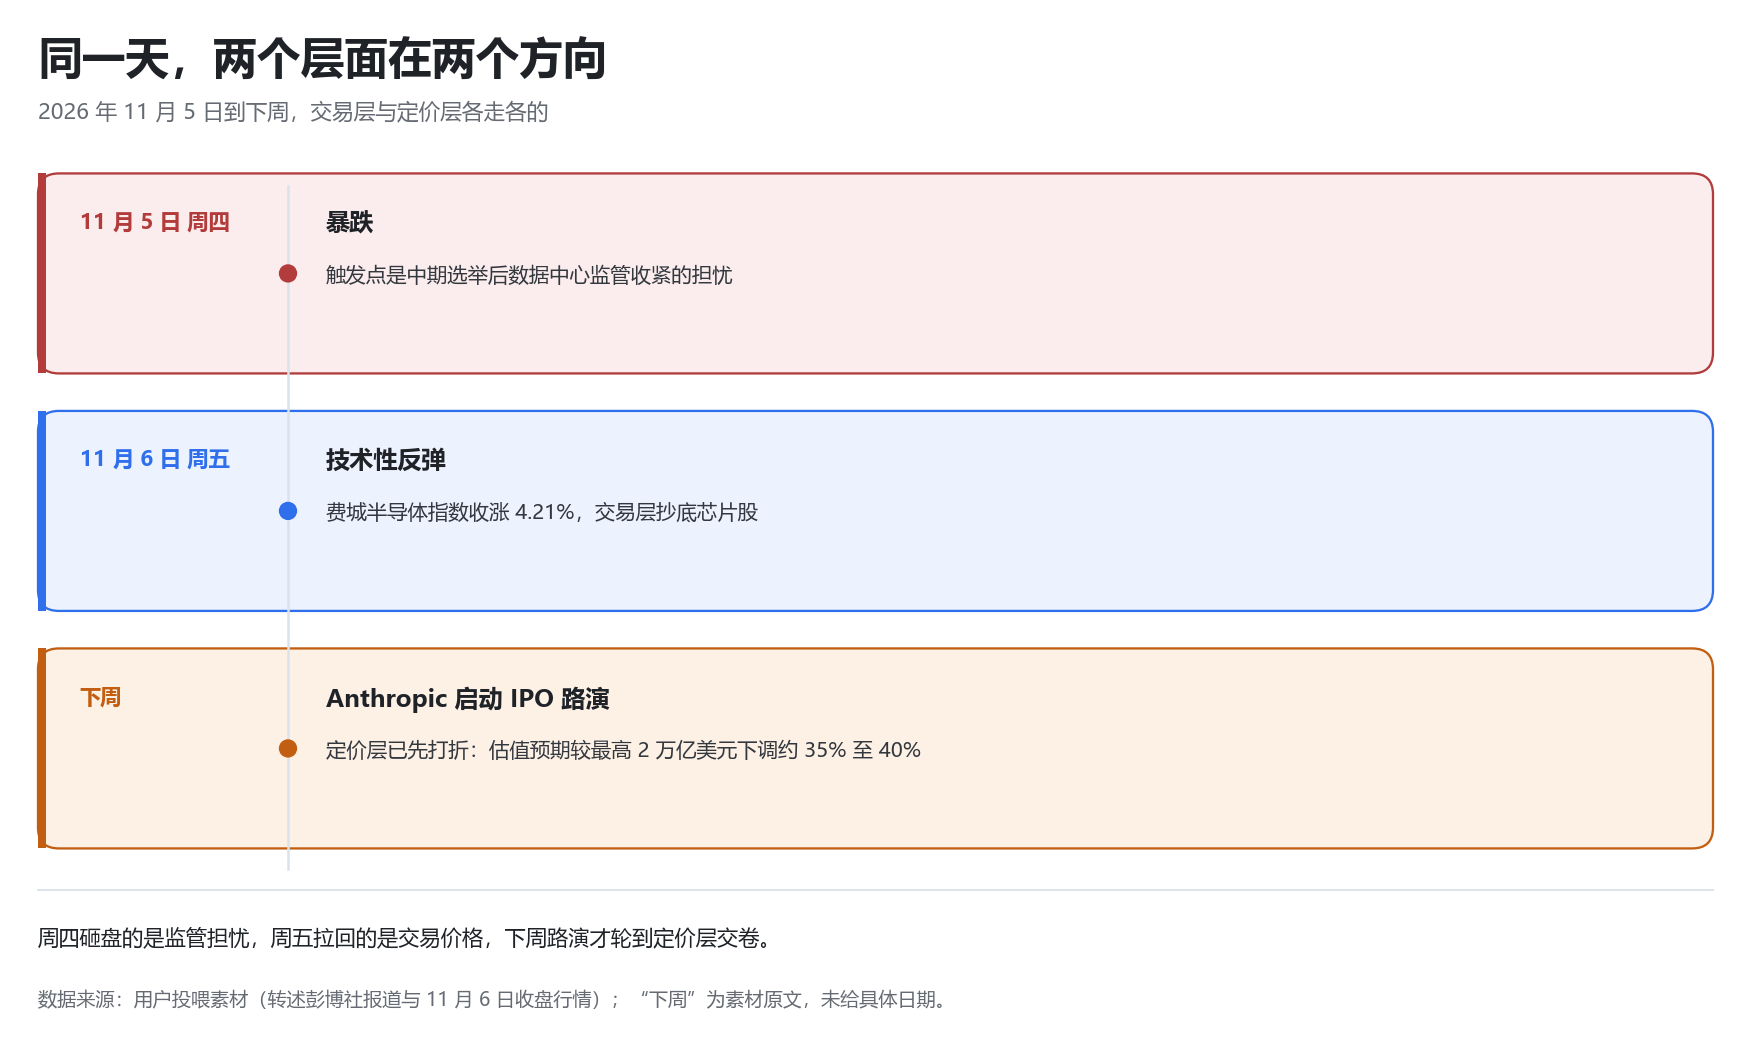 同一天，两个层面在两个方向
2026 年 11 月 5 日到下周，交易层与定价层各走各的
11 月 5 日 周四
暴跌
触发点是中期选举后数据中心监管收紧的担忧
11 月 6 日 周五
技术性反弹
费城半导体指数收涨 4.21%，交易层抄底芯片股
下周
Anthropic 启动 IPO 路演
定价层已先打折：估值预期较最高 2 万亿美元下调约 35% 至 40%
周四砸盘的是监管担忧，周五拉回的是交易价格，下周路演才轮到定价层交卷。
数据来源：用户投喂素材（转述彭博社报道与 11 月 6 日收盘行情）；“下周”为素材原文，未给具体日期。